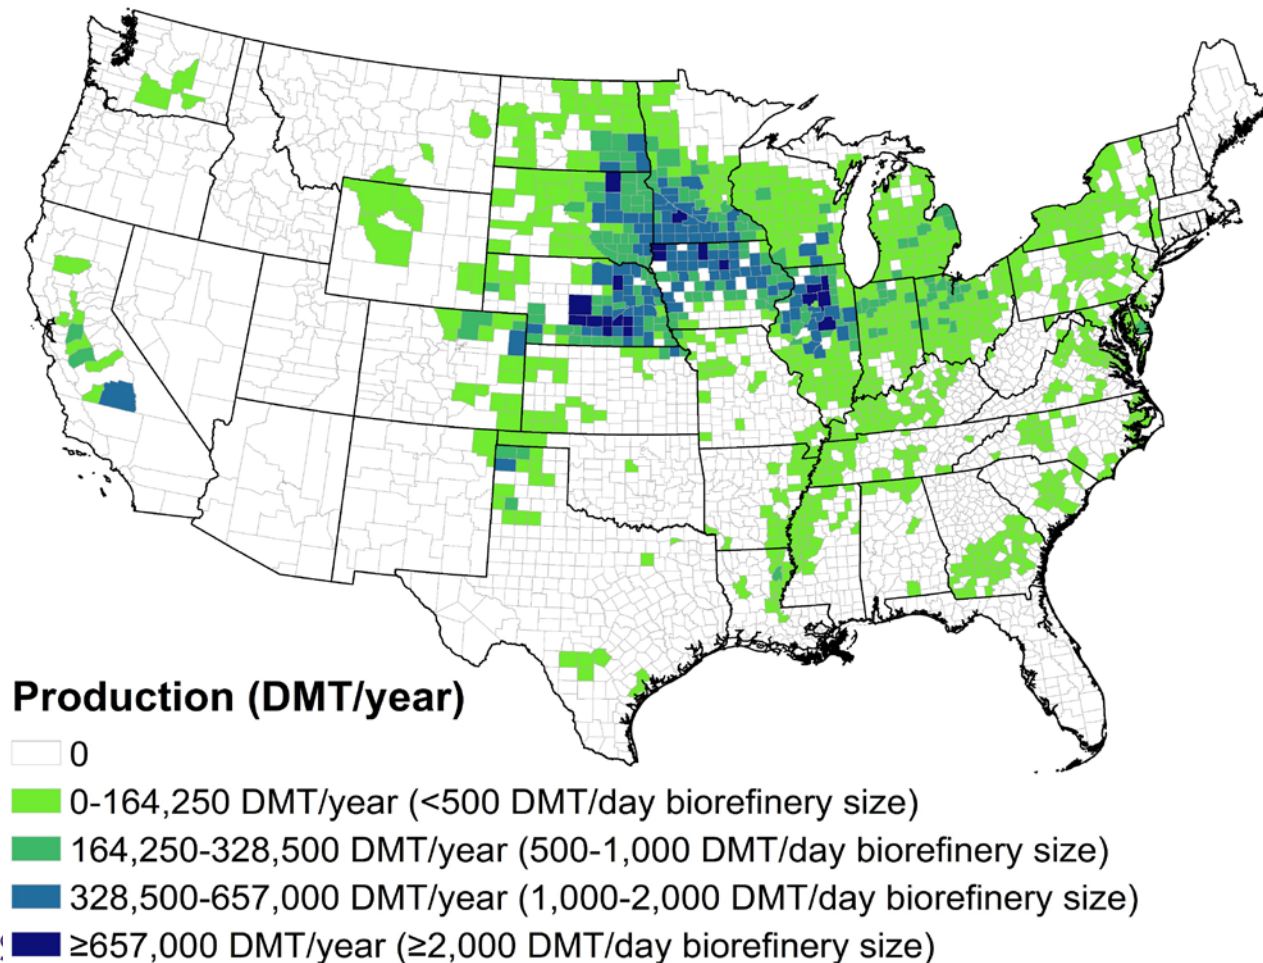 Production (DMT/year)
0
0-164,250 DMT/year (<500 DMT/day biorefinery size)
164,250-328,500 DMT/year (500-1,000 DMT/day biorefinery size)
328,500-657,000 DMT/year (1,000-2,000 DMT/day biorefinery size)
≥657,000 DMT/year (≥2,000 DMT/day biorefinery size)